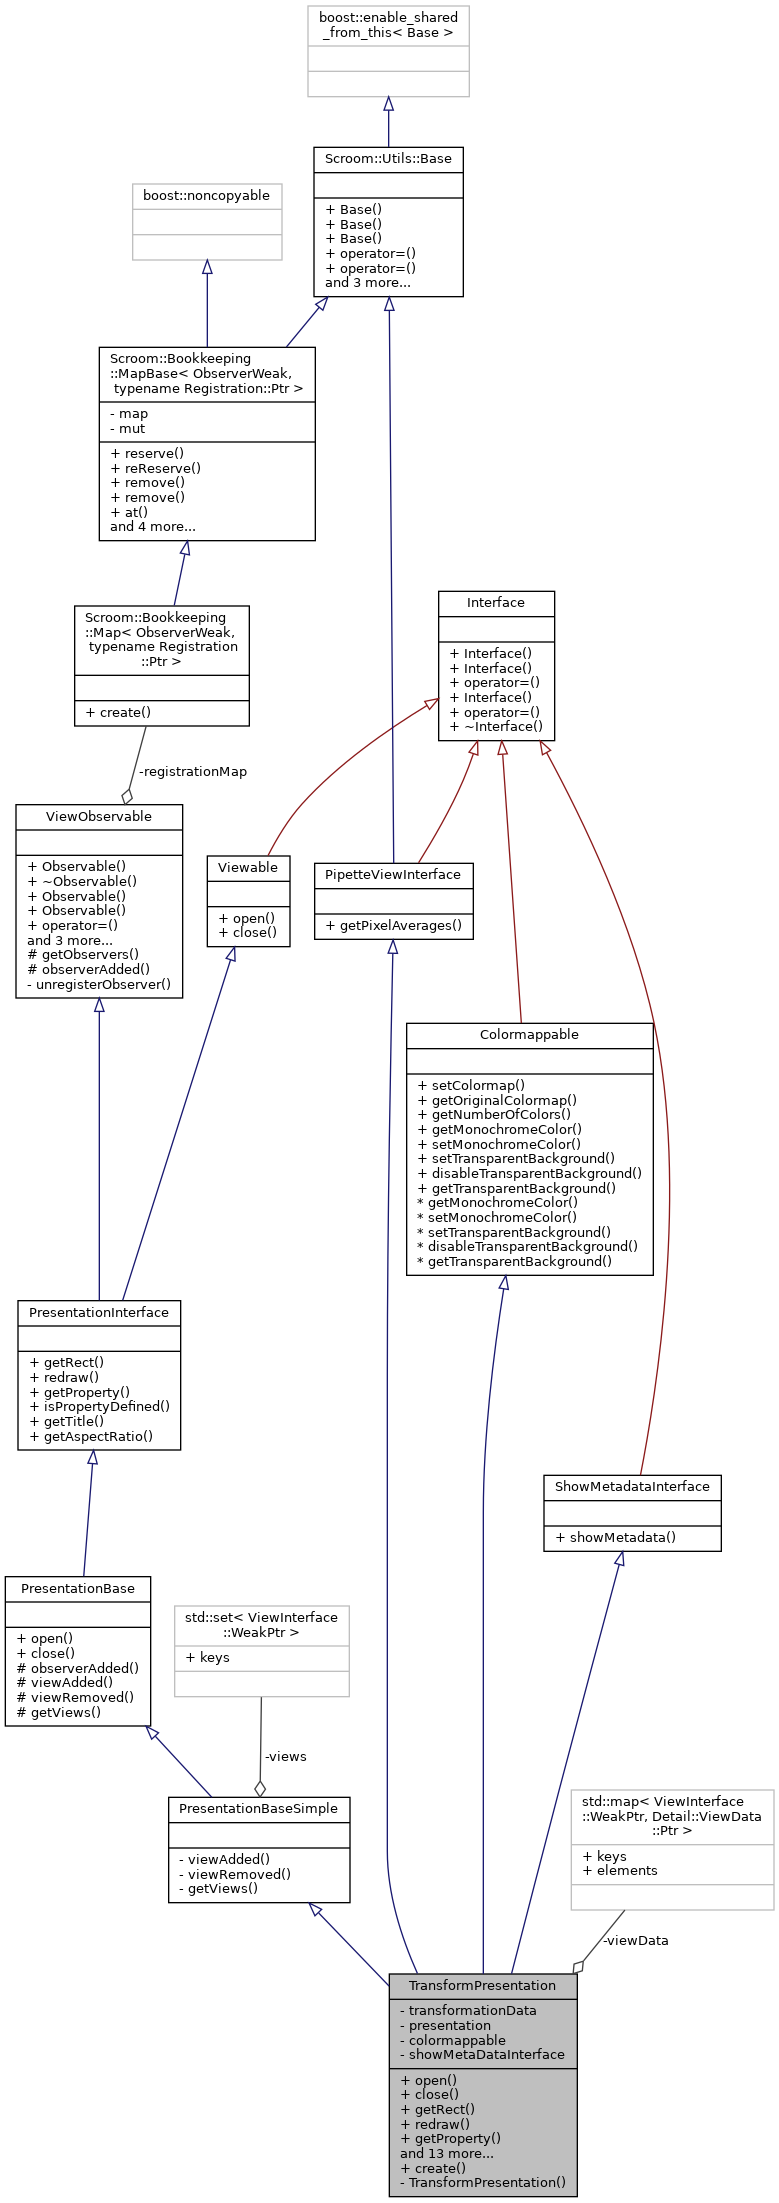 boost::enable_shared
_from_this< Base >
Scroom::Utils::Base
+ Base()
+ Base()
+ Base()
+ operator=()
+ operator=()
and 3 more...
boost::noncopyable
Scroom::Bookkeeping
::MapBase< ObserverWeak,
typename Registration::Ptr >
- map
- mut
+ reserve()
+ reReserve()
+ remove()
+ remove()
+ at()
and 4 more...
Scroom::Bookkeeping
::Map< ObserverWeak,
typename Registration
::Ptr >
+ create()
Interface
+ Interface()
+ Interface()
+ operator=()
+ Interface()
+ operator=()
+ ~Interface()
-registrationMap
ViewObservable
+ Observable()
+ ~Observable()
+ Observable()
+ Observable()
+ operator=()
and 3 more...
# getObservers()
# observerAdded()
- unregisterObserver()
Viewable
+ open()
+ close()
PipetteViewInterface
+ getPixelAverages()
Colormappable
+ setColormap()
+ getOriginalColormap()
+ getNumberOfColors()
+ getMonochromeColor()
+ setMonochromeColor()
+ setTransparentBackground()
+ disableTransparentBackground()
+ getTransparentBackground()
* getMonochromeColor()
* setMonochromeColor()
* setTransparentBackground()
* disableTransparentBackground()
* getTransparentBackground()
PresentationInterface
+ getRect()
+ redraw()
+ getProperty()
+ isPropertyDefined()
+ getTitle()
+ getAspectRatio()
ShowMetadataInterface
+ showMetadata()
PresentationBase
+ open()
+ close()
# observerAdded()
# viewAdded()
# viewRemoved()
# getViews()
std::set< ViewInterface
::WeakPtr >
+ keys
-views
PresentationBaseSimple
- viewAdded()
- viewRemoved()
- getViews()
std::map< ViewInterface
::WeakPtr, Detail::ViewData
::Ptr >
+ keys
+ elements
-viewData
TransformPresentation
- transformationData
- presentation
- colormappable
- showMetaDataInterface
+ open()
+ close()
+ getRect()
+ redraw()
+ getProperty()
and 13 more...
+ create()
- TransformPresentation()